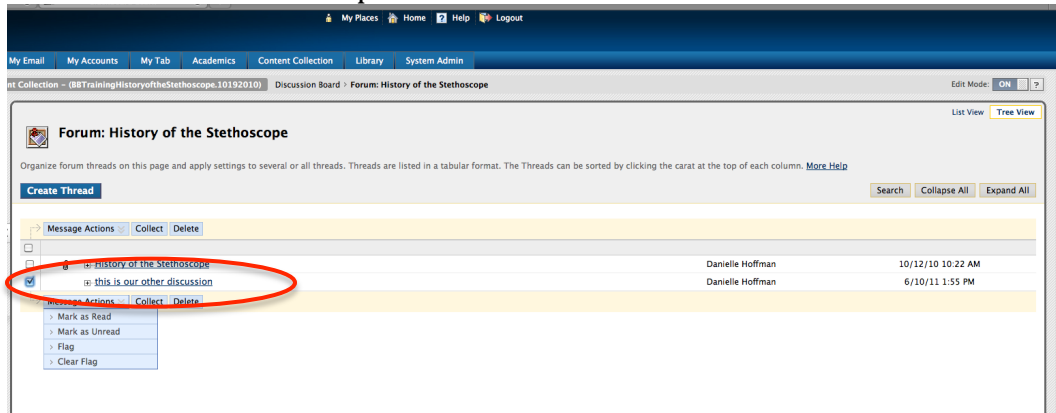 My Places Home ? Help Logout
My Email My Accounts My Tab Academics Content Collection Library System Admin
nt Collection – (BBTrainingHistoryoftheStethoscope.10192010) Discussion Board > Forum: History of the Stethoscope Edit Mode: ON ?
List View Tree View
Forum: History of the Stethoscope
Organize forum threads on this page and apply settings to several or all threads. Threads are listed in a tabular format. The Threads can be sorted by clicking the carat at the top of each column. More Help
Create Thread Search Collapse All Expand All
Message Actions Collect Delete
History of the Stethoscope Danielle Hoffman 10/12/10 10:22 AM
this is our other discussion Danielle Hoffman 6/10/11 1:55 PM
Message Actions Collect Delete
> Mark as Read
> Mark as Unread
> Flag
> Clear Flag